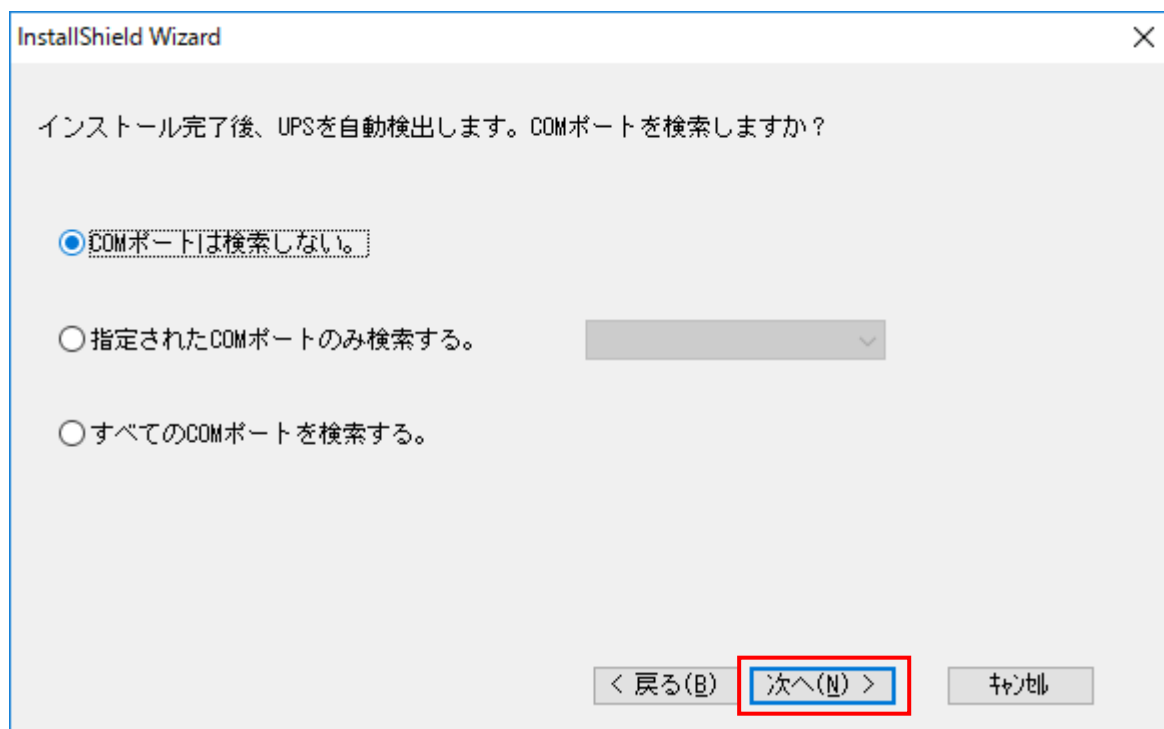 InstallShield Wizard
インストール完了後、UPSを自動検出します。COMポートを検索しますか？
COMポートは検索しない。
指定されたCOMポートのみ検索する。
すべてのCOMポートを検索する。
< 戻る(B) 次へ(N) > ｷｬﾝｾﾙ